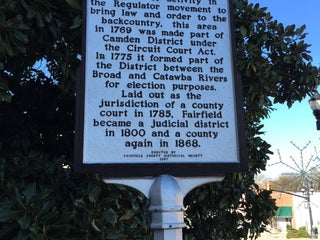 activity in
the Regulator movement to
bring law and order to the
backcountry, this area
in 1769 was made part of
Camden District under
the Circuit Court Act.
In 1775 it formed part of
the District between the
Broad and Catawba Rivers
for election purposes.
Laid out as the
jurisdiction of a county
court in 1785, Fairfield
became a judicial district
in 1800 and a county
again in 1868.
ERECTED BY
FAIRFIELD COUNTY HISTORICAL SOCIETY